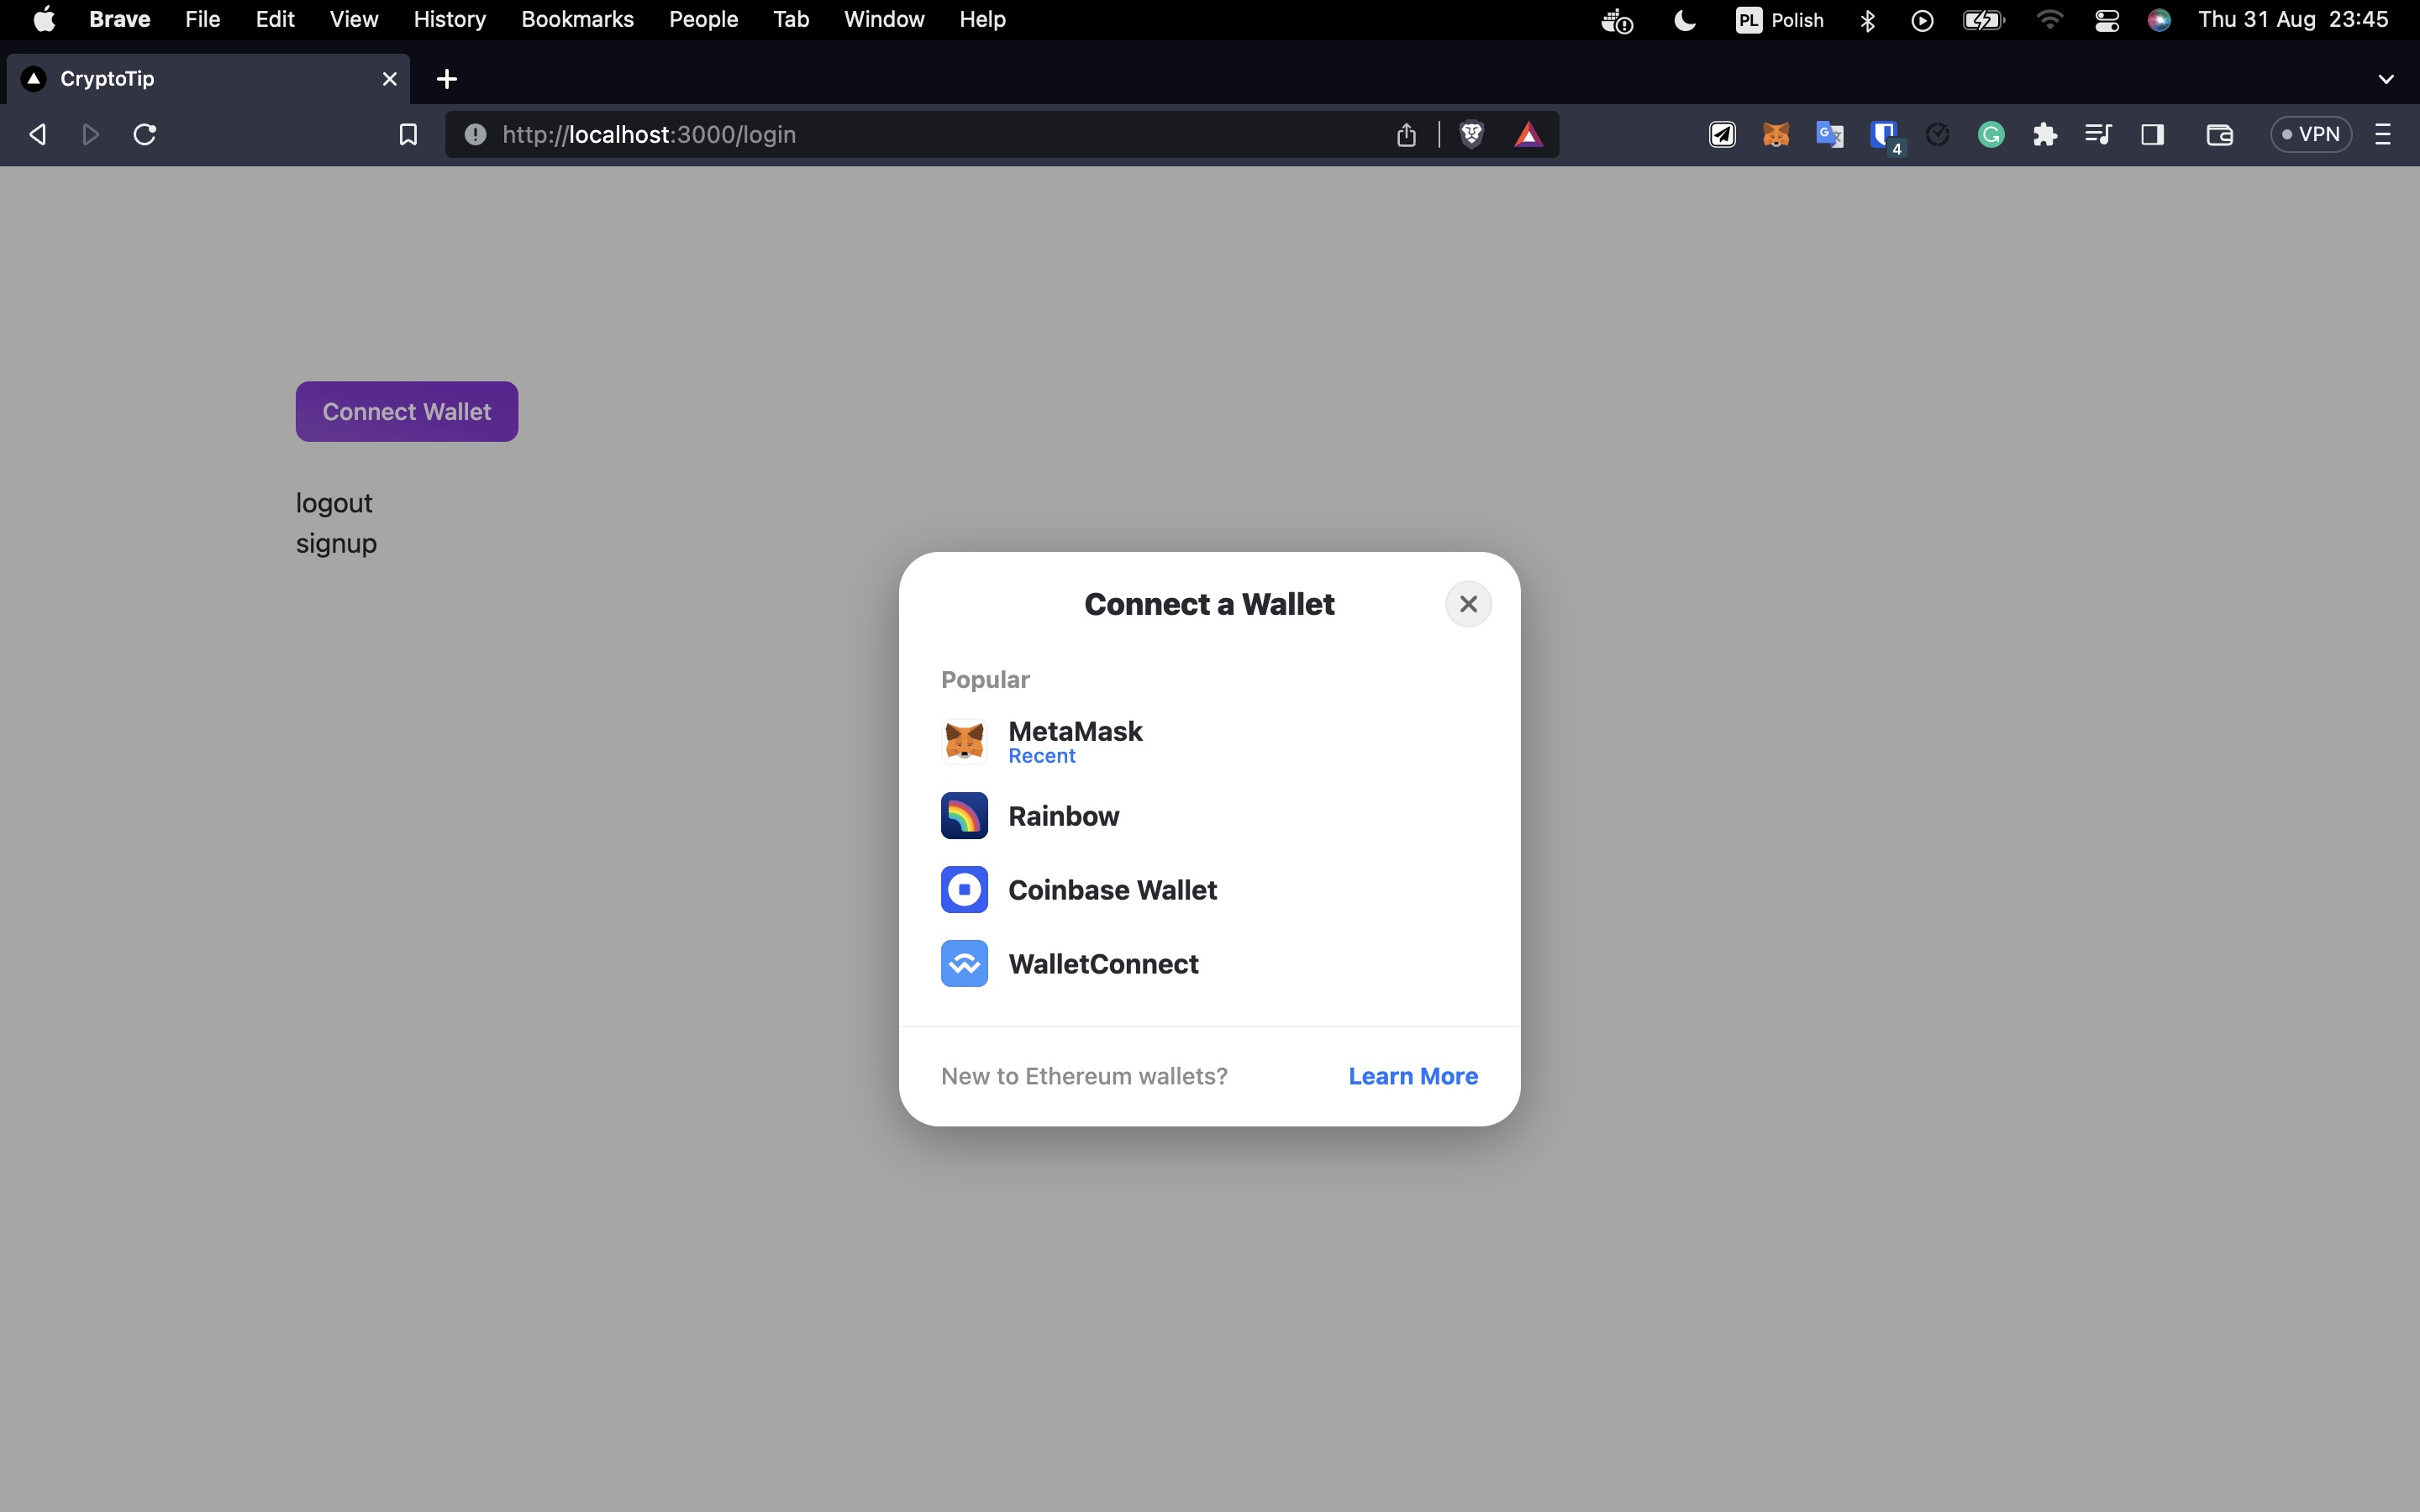 Brave File Edit View History Bookmarks People Tab Window Help PL Polish Thu 31 Aug 23:45
CryptoTip
http://localhost:3000/login 4 VPN
Connect Wallet
logout
signup
Connect a Wallet
Popular
MetaMask
Recent
Rainbow
Coinbase Wallet
WalletConnect
New to Ethereum wallets? Learn More